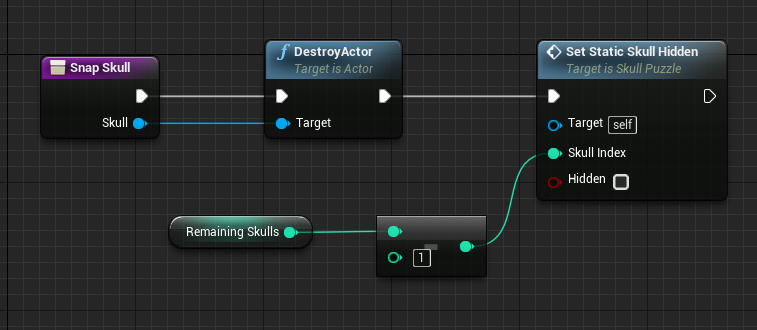 Snap Skull
Skull
f DestroyActor
Target is Actor
Target
Set Static Skull Hidden
Target is Skull Puzzle
Target self
Skull Index
Hidden
Remaining Skulls
-
1